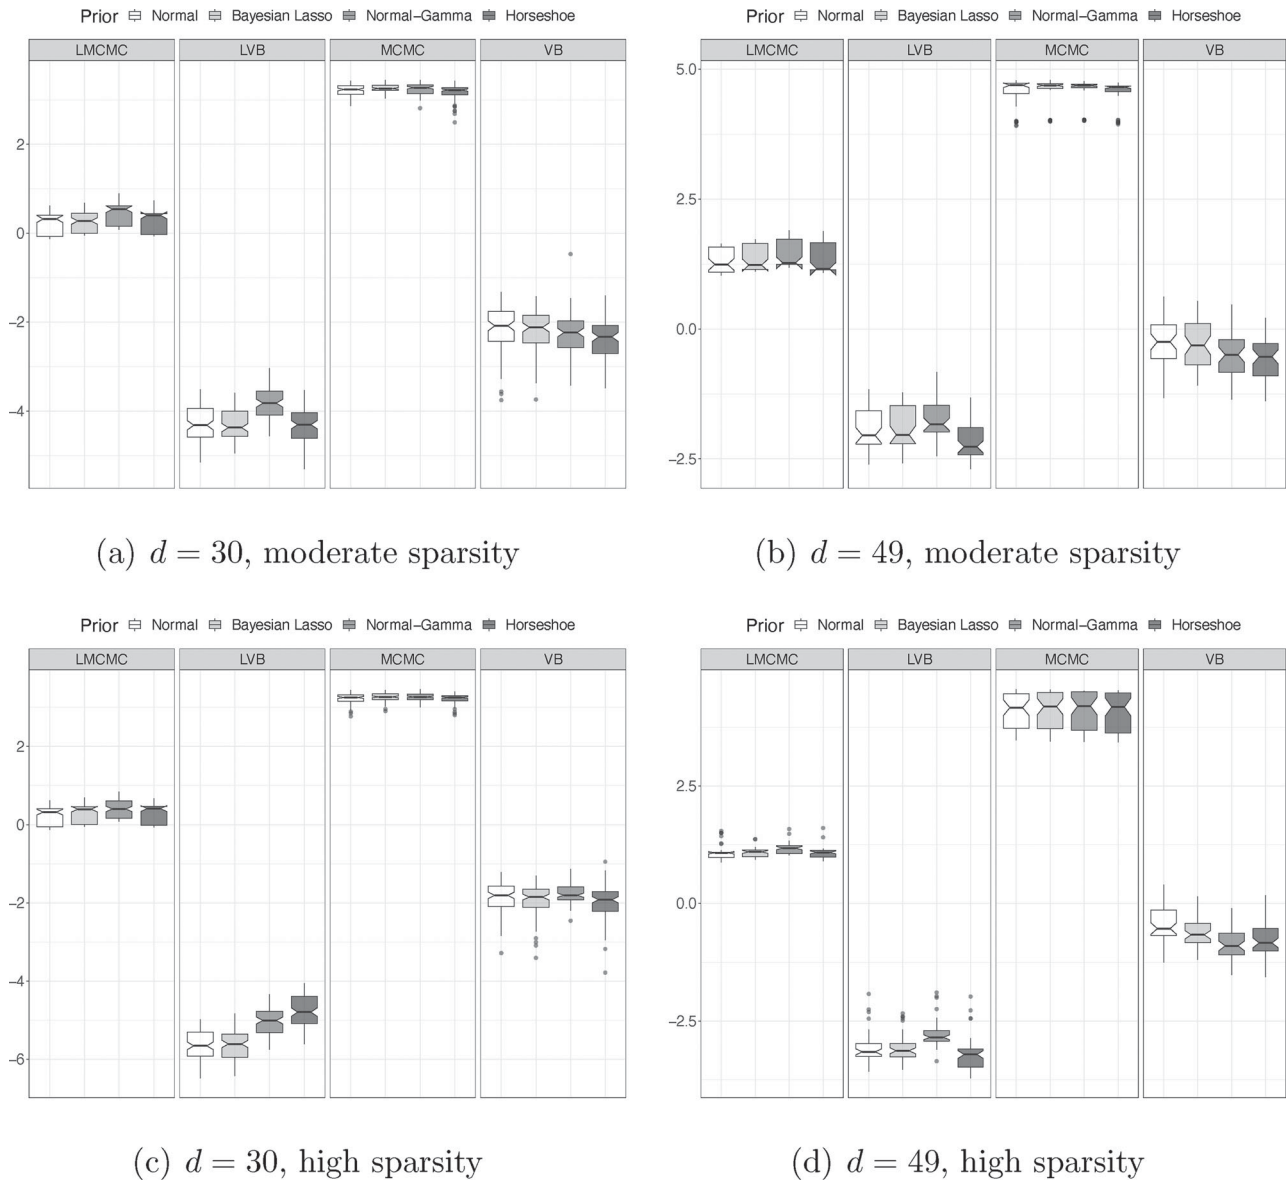 Prior Normal Bayesian Lasso Normal-Gamma Horseshoe
LMCMC LVB MCMC VB
2
0
−2
−4
(a) d = 30, moderate sparsity
Prior Normal Bayesian Lasso Normal-Gamma Horseshoe
LMCMC LVB MCMC VB
5.0
2.5
0.0
−2.5
(b) d = 49, moderate sparsity
Prior Normal Bayesian Lasso Normal-Gamma Horseshoe
LMCMC LVB MCMC VB
2
0
−2
−4
−6
(c) d = 30, high sparsity
Prior Normal Bayesian Lasso Normal-Gamma Horseshoe
LMCMC LVB MCMC VB
2.5
0.0
−2.5
(d) d = 49, high sparsity